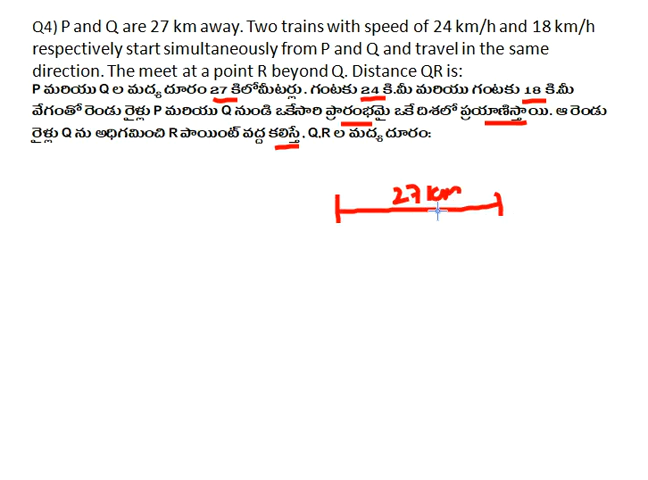 Q4) P and Q are 27 km away. Two trains with speed of 24 km/h and 18 km/h
respectively start simultaneously from P and Q and travel in the same
direction. The meet at a point R beyond Q. Distance QR is:
P మరియు Q ల మధ్య దూరం 27 కిలోమీటర్లు. గంటకు 24 కి.మీ మరియు గంటకు 18 కి.మీ
వేగంతో రెండు రైళ్లు P మరియు Q నుండి ఒకేసారి ప్రారంభమై ఒకే దిశలో ప్రయాణిస్తాయి. ఆ రెండు
రైళ్లు Q ను అధిగమించి R పాయింట్ వద్ద కలిస్తే, Q,R ల మధ్య దూరం:
27 km